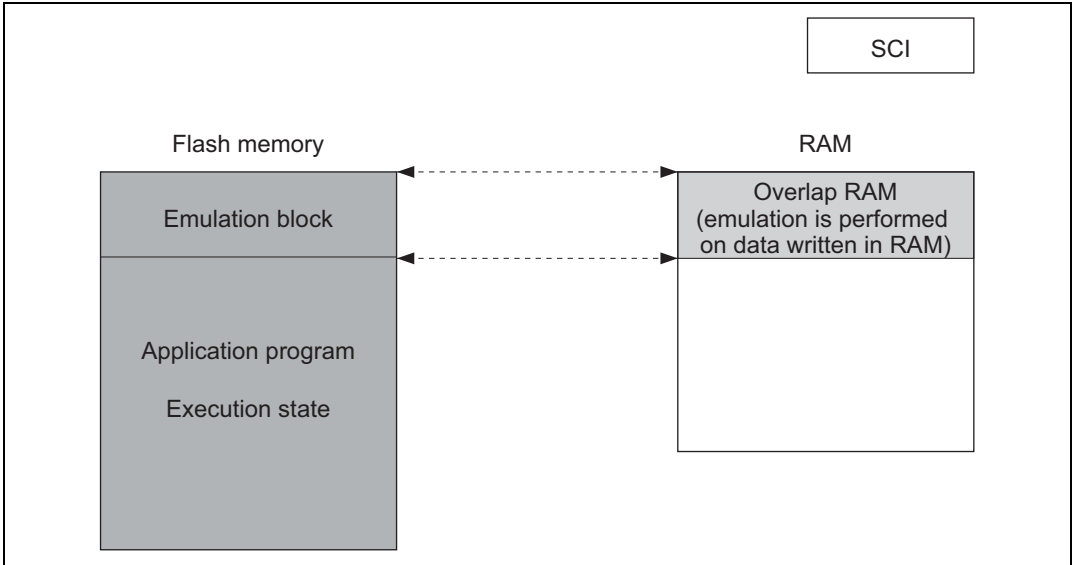 SCI
Flash memory
RAM
Emulation block
Overlap RAM
(emulation is performed
on data written in RAM)
Application program
Execution state